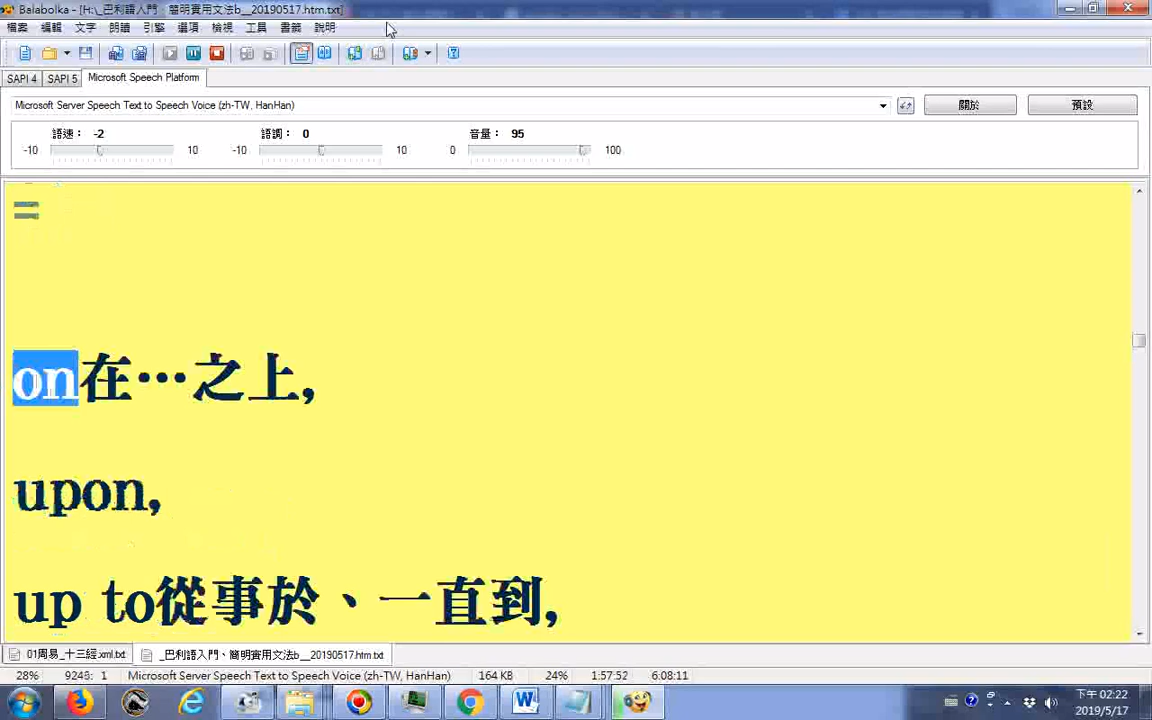 Balabolka - [H:\_巴利語入門、簡明實用文法b__20190517.htm.txt]
檔案 編輯 文字 朗讀 引擎 選項 檢視 工具 書籤 說明
SAPI 4 SAPI 5 Microsoft Speech Platform
Microsoft Server Speech Text to Speech Voice (zh-TW, HanHan) 關於 預設
語速： -2 語調： 0 音量： 95
-10 10 -10 10 0 100
=
on在…之上,
upon,
up to從事於、一直到,
01周易_十三經.xml.txt _巴利語入門、簡明實用文法b__20190517.htm.txt
28% 9248: 1 Microsoft Server Speech Text to Speech Voice (zh-TW, HanHan) 164 KB 24% 1:57:52 6:08:11
下午 02:22
2019/5/17